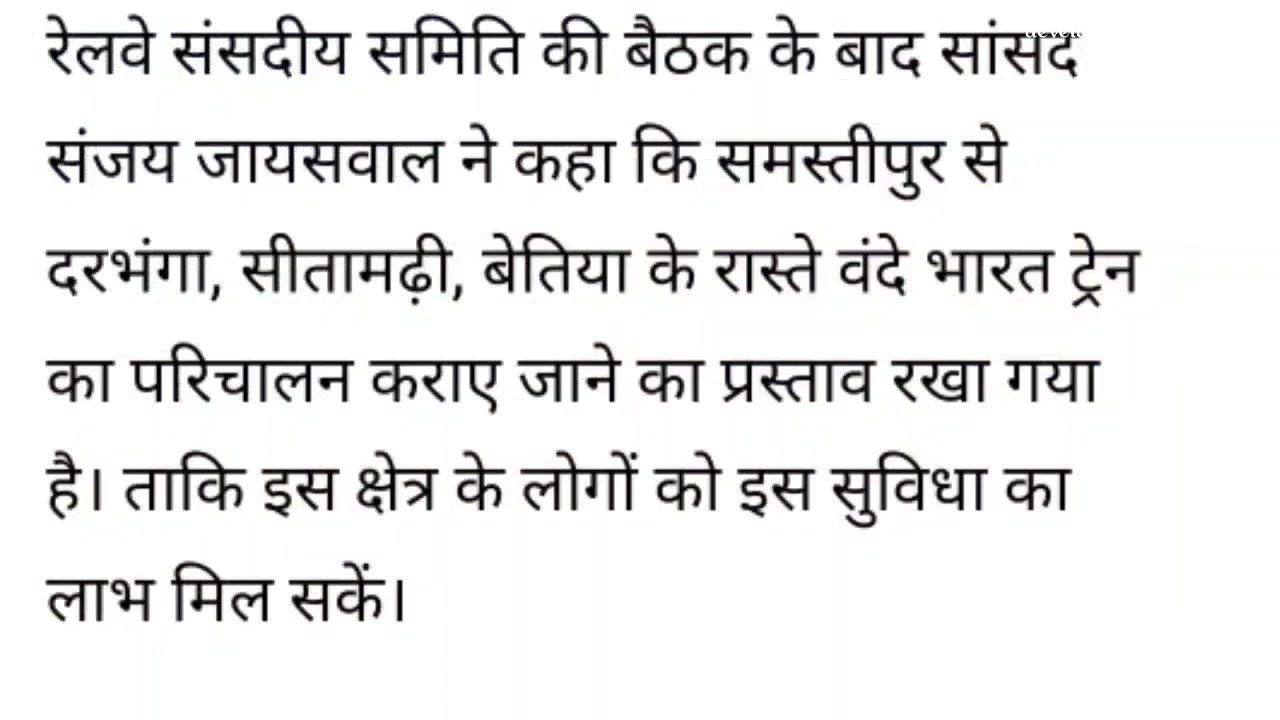 रेलवे संसदीय समिति की बैठक के बाद सांसद
संजय जायसवाल ने कहा कि समस्तीपुर से
दरभंगा, सीतामढ़ी, बेतिया के रास्ते वंदे भारत ट्रेन
का परिचालन कराए जाने का प्रस्ताव रखा गया
है। ताकि इस क्षेत्र के लोगों को इस सुविधा का
लाभ मिल सकें।